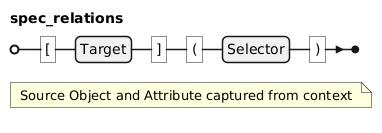 spec_relations
[ Target ] ( Selector )
Source Object and Attribute captured from context